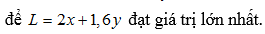 để L = 2x+1,6y đạt giá trị lớn nhất.